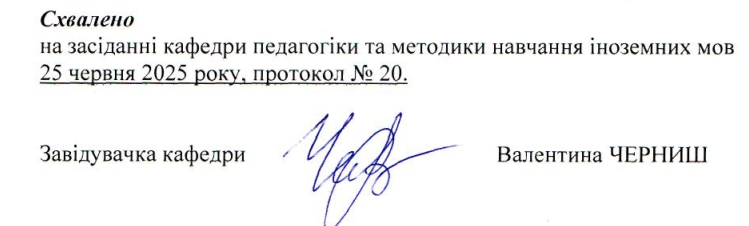 Схвалено
на засіданні кафедри педагогіки та методики навчання іноземних мов
25 червня 2025 року, протокол № 20.
Завідувачка кафедри Валентина ЧЕРНИШ